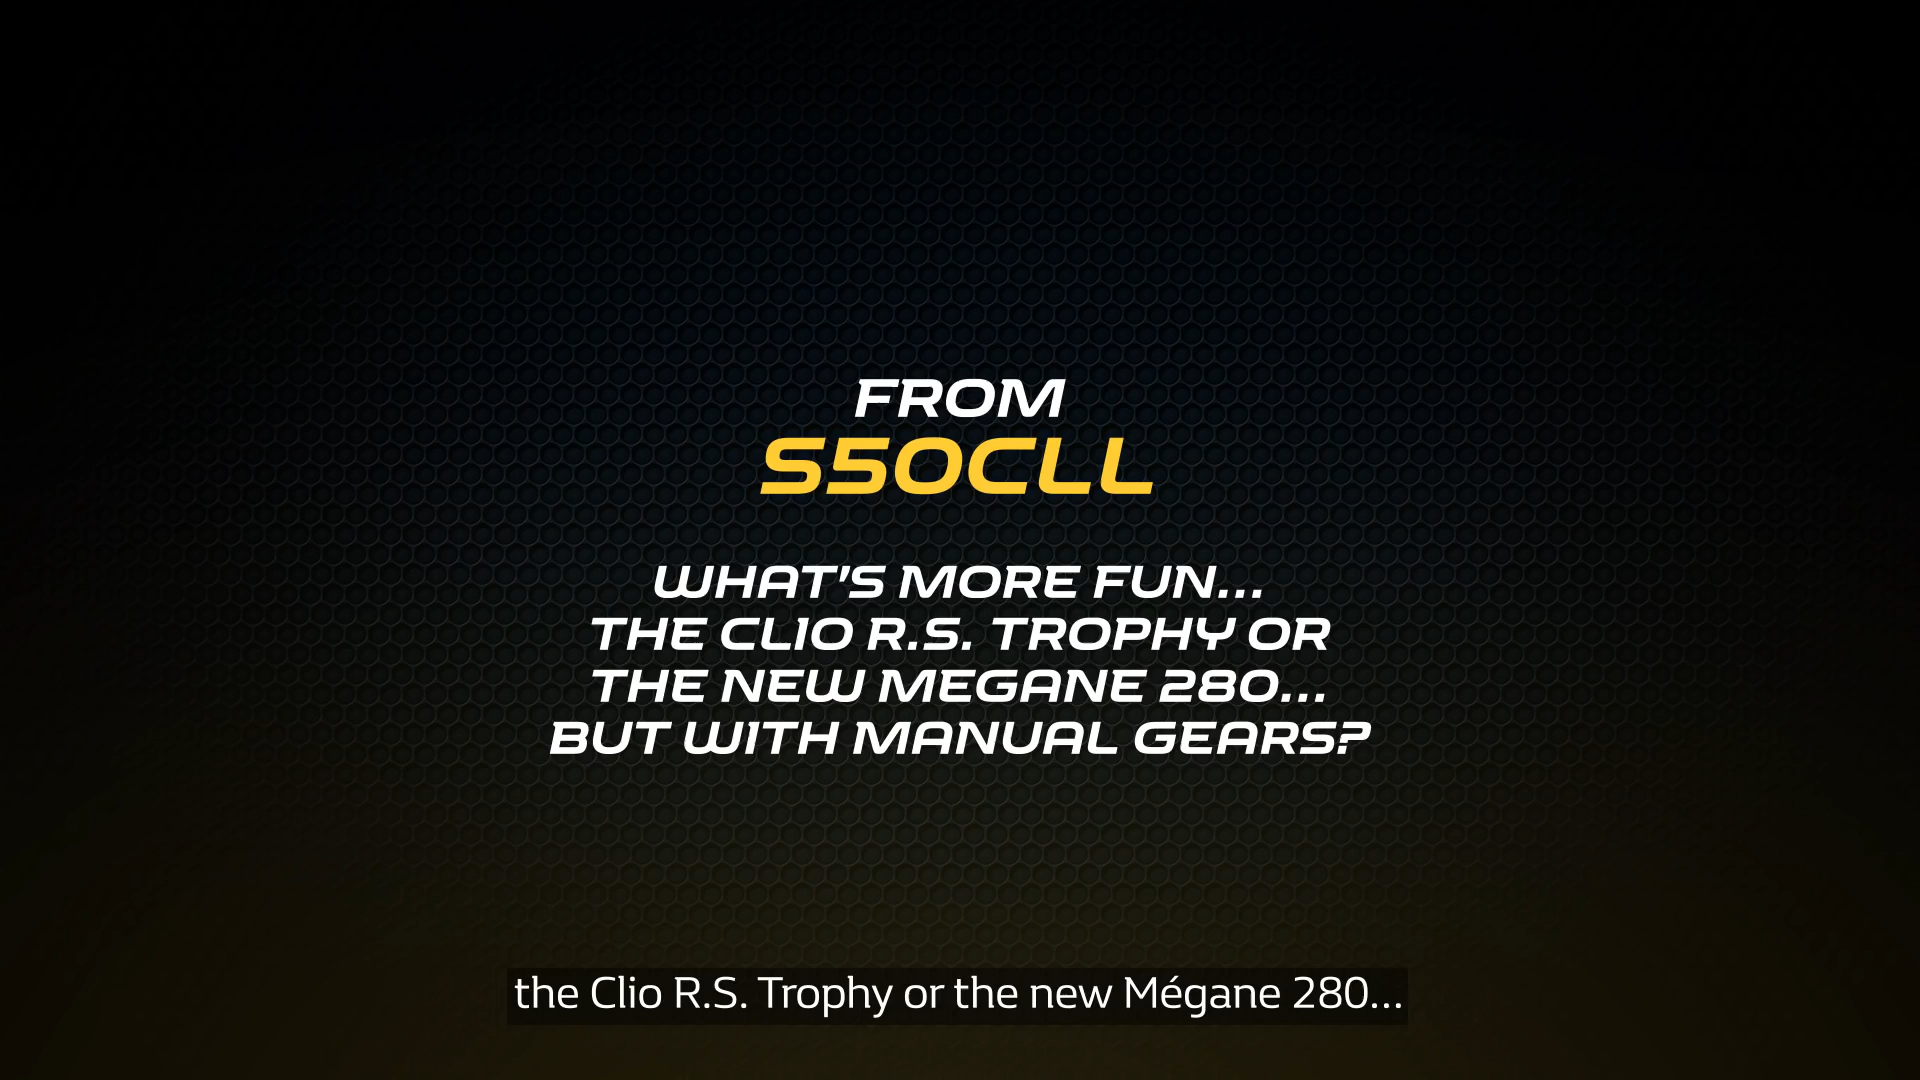 FROM
S50CLL
WHAT'S MORE FUN...
THE CLIO R.S. TROPHY OR
THE NEW MEGANE 280...
BUT WITH MANUAL GEARS?
the Clio R.S. Trophy or the new Mégane 280...